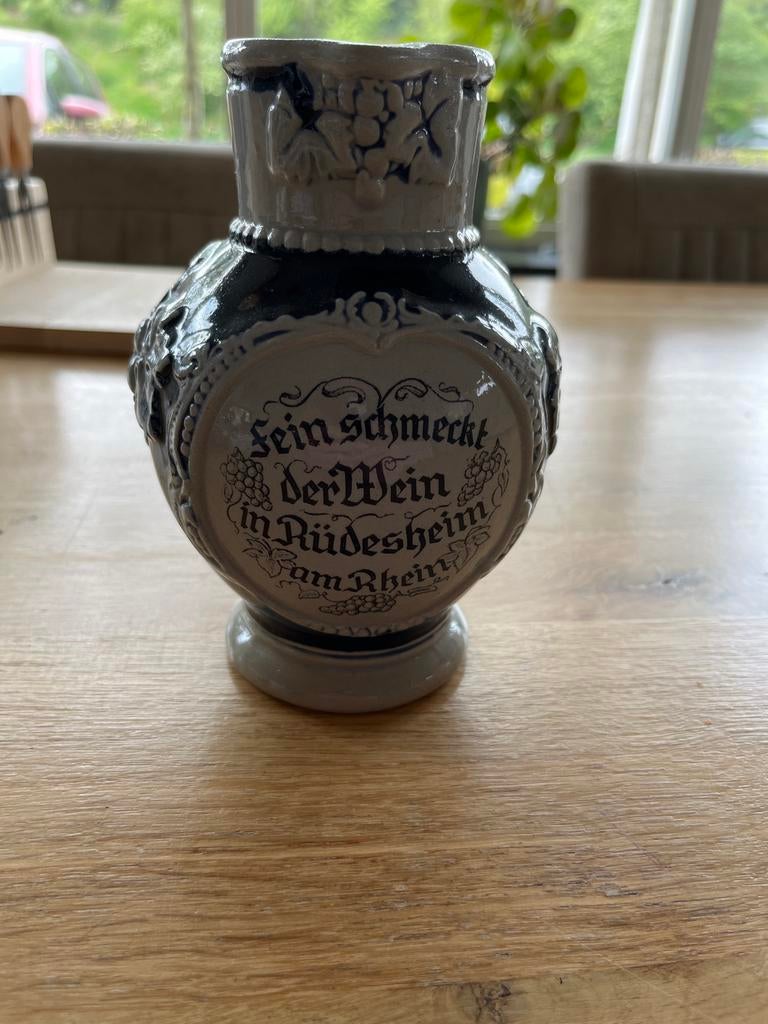 Fein schmeckt
der Wein
in Rüdesheim
am Rhein